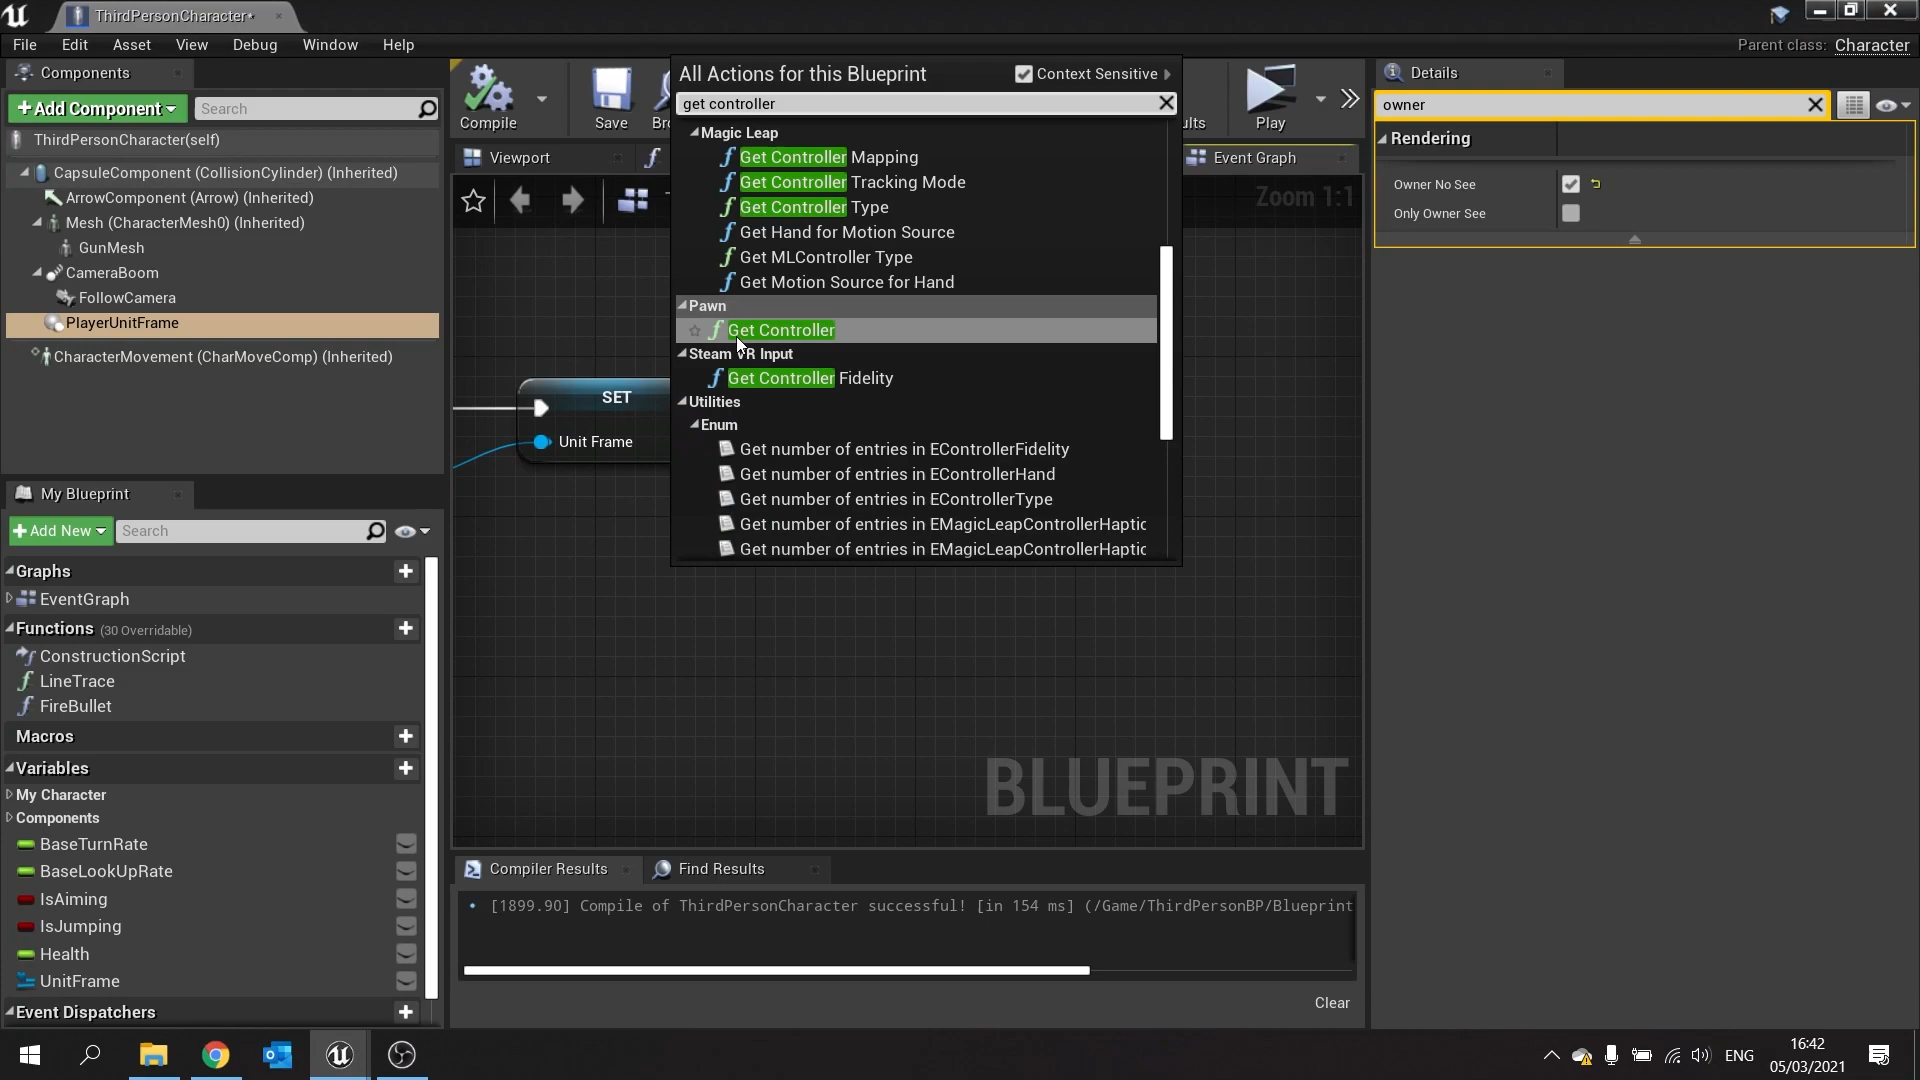 ThirdPersonCharacter*
File Edit Asset View Debug Window Help
Parent class: Character
Components
Add Component
Search
ThirdPersonCharacter(self)
CapsuleComponent (CollisionCylinder) (Inherited)
ArrowComponent (Arrow) (Inherited)
Mesh (CharacterMesh0) (Inherited)
GunMesh
CameraBoom
FollowCamera
PlayerUnitFrame
CharacterMovement (CharMoveComp) (Inherited)
My Blueprint
Add New
Search
Graphs
EventGraph
Functions (30 Overridable)
ConstructionScript
LineTrace
FireBullet
Macros
Variables
My Character
Components
BaseTurnRate
BaseLookUpRate
IsAiming
IsJumping
Health
UnitFrame
Event Dispatchers
Compile
Save
Bro
ults
Play
Viewport
Event Graph
Zoom 1:1
SET
Unit Frame
BLUEPRINT
All Actions for this Blueprint
Context Sensitive
get controller
Magic Leap
Get Controller Mapping
Get Controller Tracking Mode
Get Controller Type
Get Hand for Motion Source
Get MLController Type
Get Motion Source for Hand
Pawn
Get Controller
Steam VR Input
Get Controller Fidelity
Utilities
Enum
Get number of entries in EControllerFidelity
Get number of entries in EControllerHand
Get number of entries in EControllerType
Get number of entries in EMagicLeapControllerHaptic
Get number of entries in EMagicLeapControllerHaptic
Compiler Results
Find Results
[1899.90] Compile of ThirdPersonCharacter successful! [in 154 ms] (/Game/ThirdPersonBP/Blueprint
Clear
Details
owner
Rendering
Owner No See
Only Owner See
ENG
16:42
05/03/2021